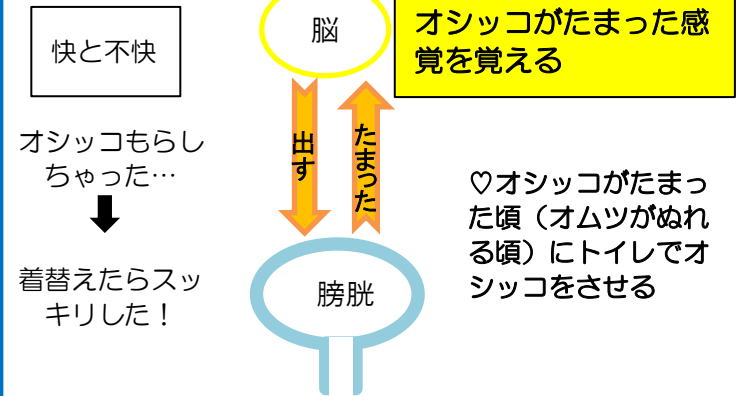 快と不快
オシッコもらし
ちゃった…
着替えたらスッ
キリした！
脳
出す
たまった
膀胱
オシッコがたまった感
覚を覚える
♡オシッコがたまっ
た頃（オムツがぬれ
る頃）にトイレでオ
シッコをさせる